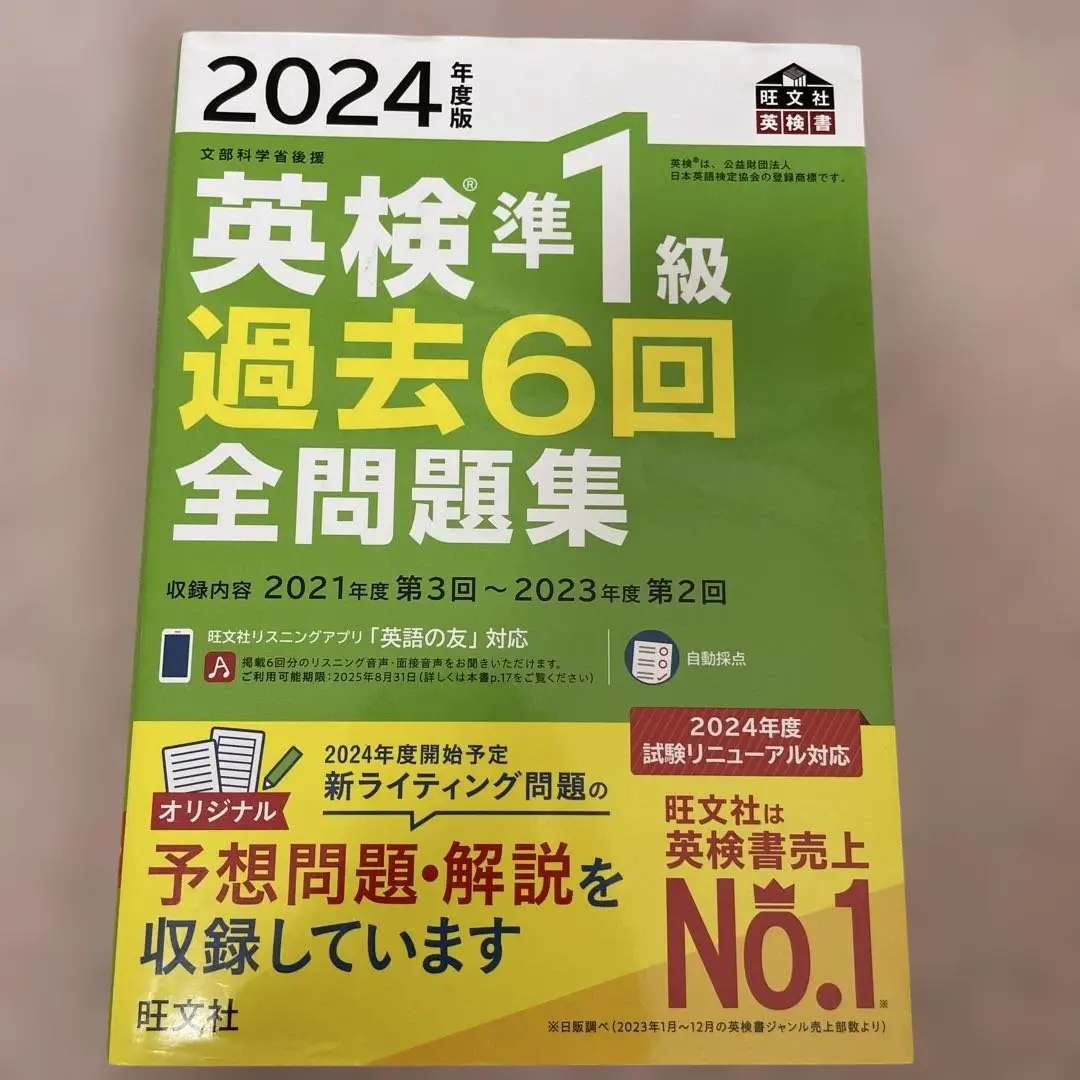 2024年度版
旺文社
英検書
文部科学省後援
英検®は、公益財団法人
日本英語検定協会の登録商標です。
英検®準1級
過去6回
全問題集
収録内容 2021年度 第3回～2023年度 第2回
旺文社リスニングアプリ「英語の友」対応
掲載6回分のリスニング音声・面接音声をお聞きいただけます。
ご利用可能期限：2025年8月31日（詳しくは本書p.17をご覧ください）
自動採点
2024年度
試験リニューアル対応
2024年度開始予定
新ライティング問題の
オリジナル
予想問題・解説を
収録しています
旺文社は
英検書売上
No.1※
旺文社
※日販調べ（2023年1月～12月の英検書ジャンル売上部数より）